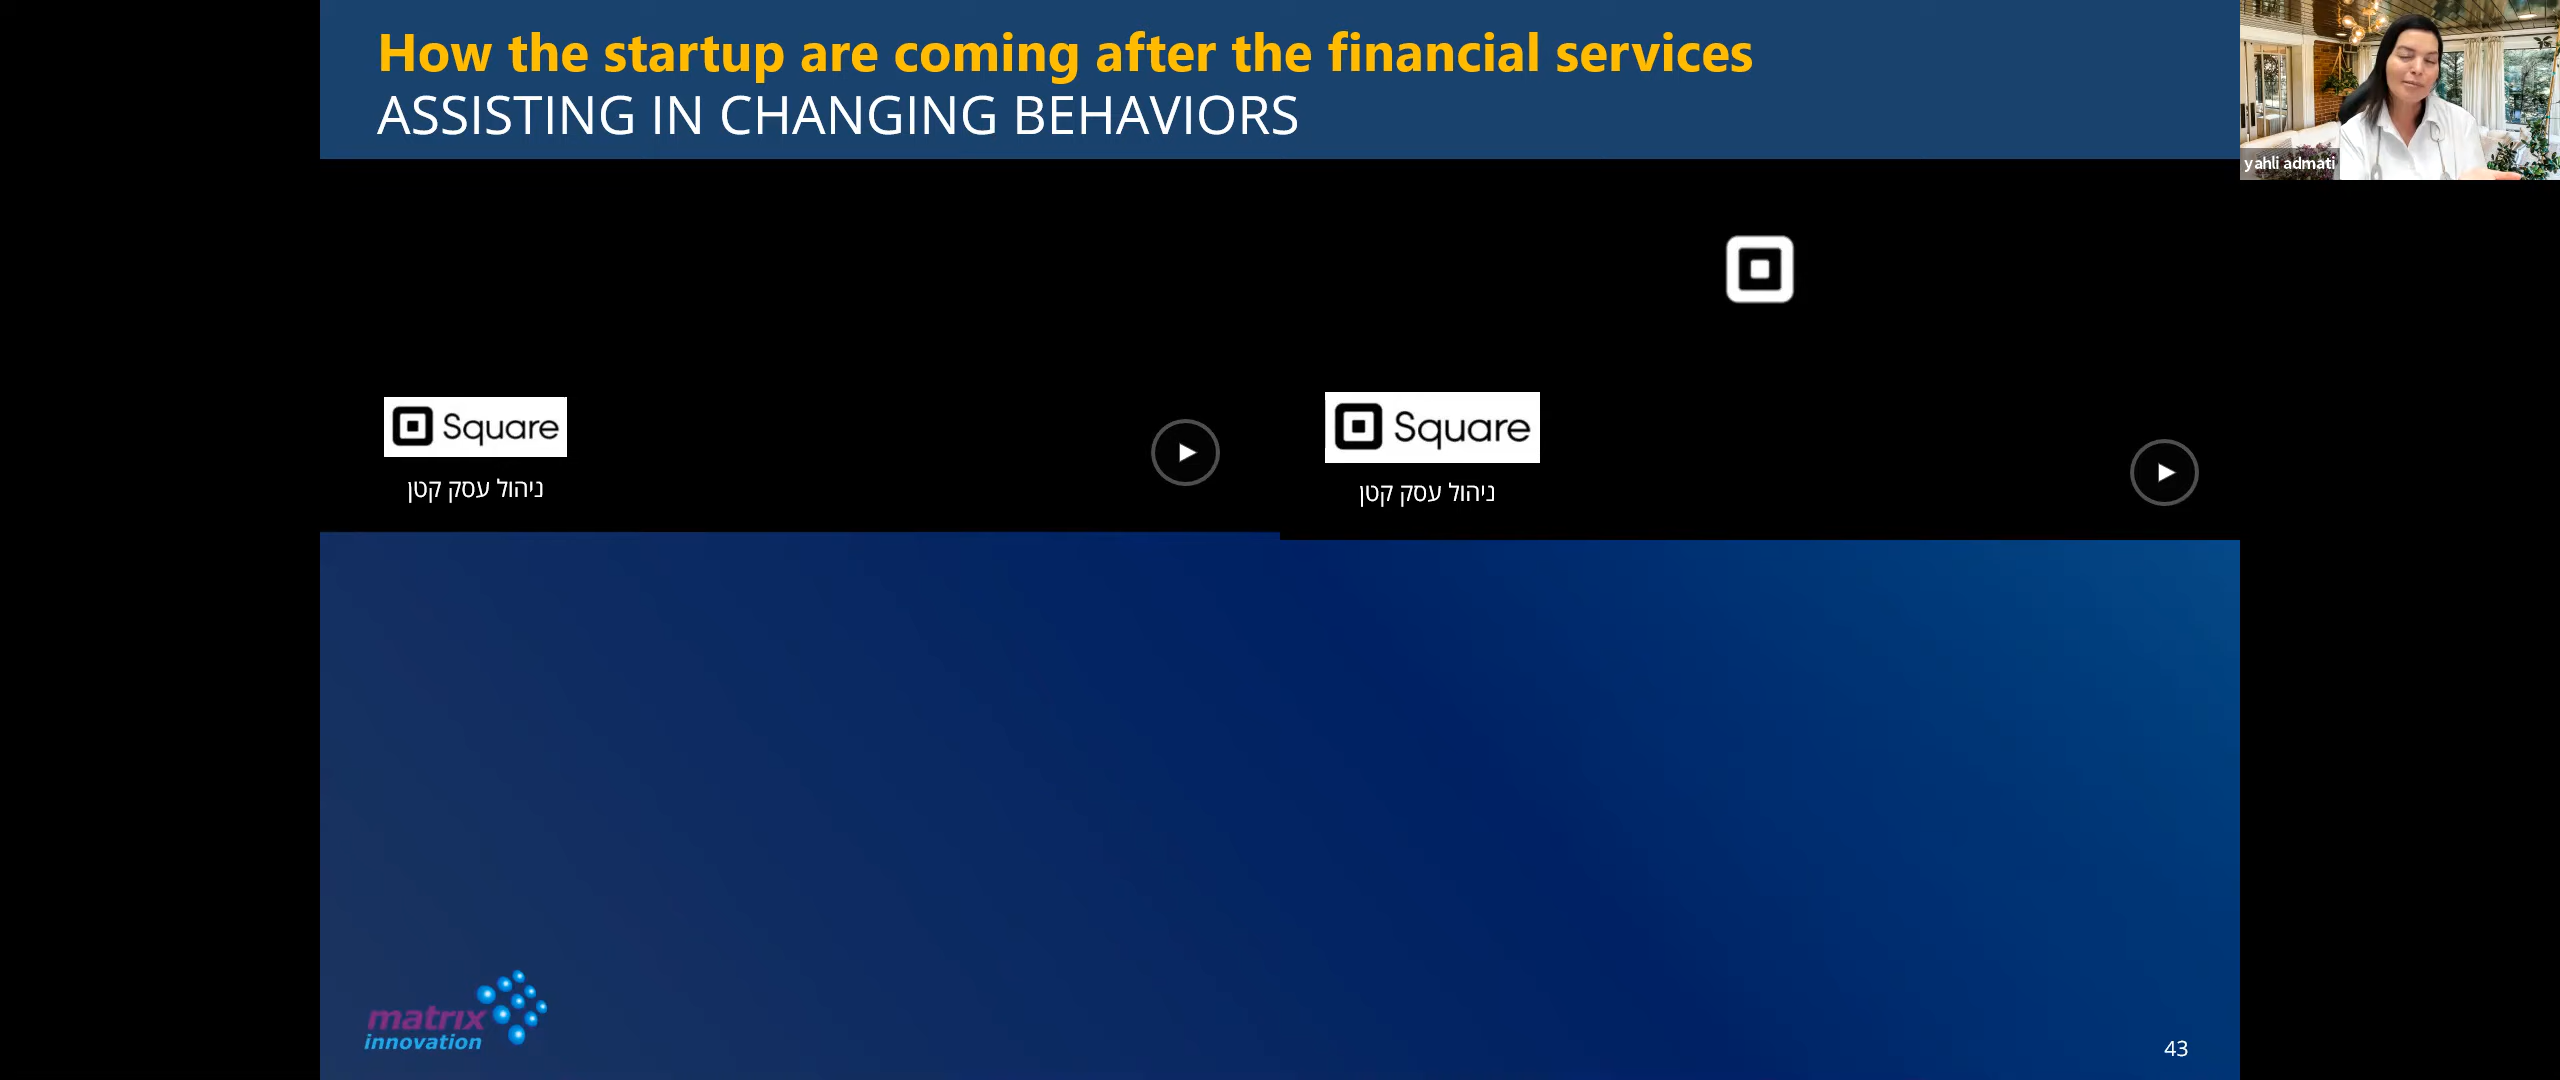 How the startup are coming after the financial services
ASSISTING IN CHANGING BEHAVIORS
yahli admati
Square
ניהול עסק קטן
Square
ניהול עסק קטן
matrix
innovation
43